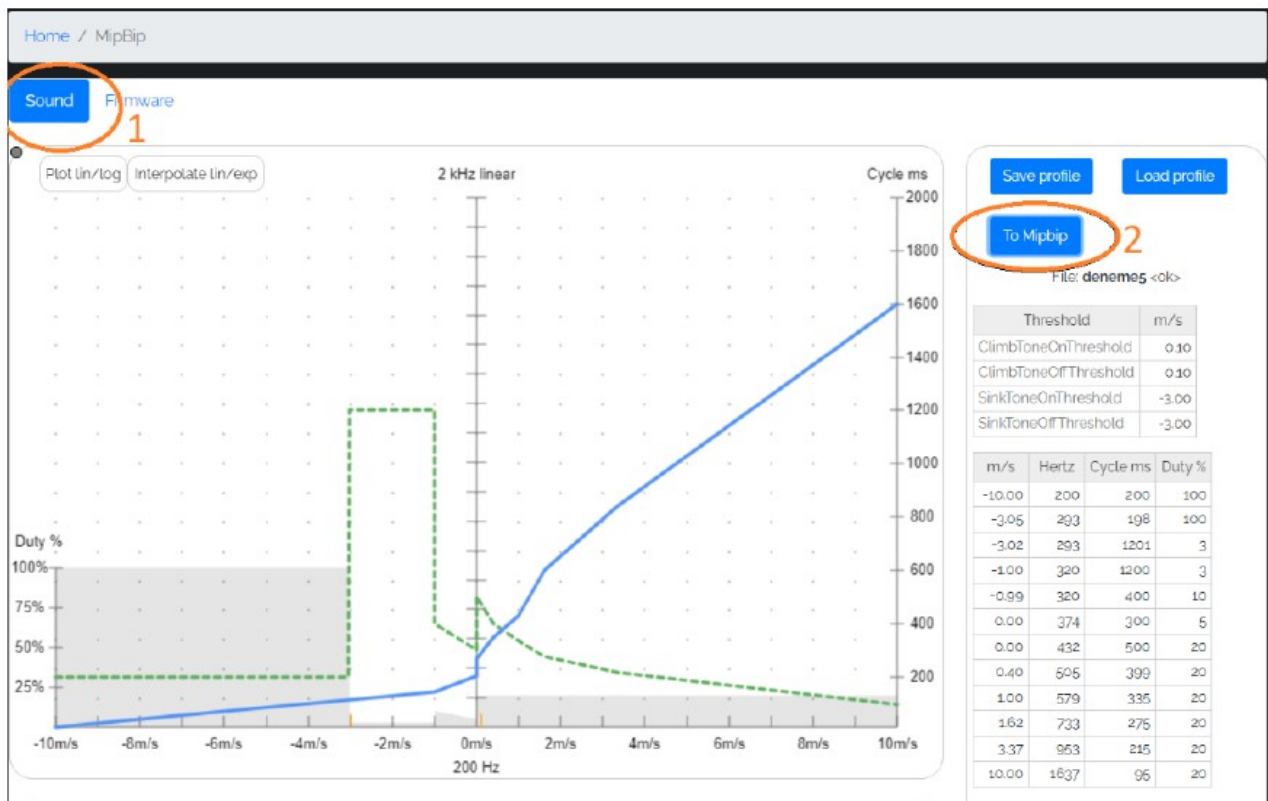 Home / MipBip
Sound Firmware
1
Plot lin/log Interpolate lin/exp 2 kHz linear Cycle ms
2000
1800
1600
1400
1200
1000
800
600
400
200
Duty %
100%
75%
50%
25%
-10m/s -8m/s -6m/s -4m/s -2m/s 0m/s 2m/s 4m/s 6m/s 8m/s 10m/s
200 Hz
Save profile Load profile
To Mipbip 2
File: deneme5 <ok>
Threshold m/s
ClimbToneOnThreshold 0.10
ClimbToneOffThreshold 0.10
SinkToneOnThreshold -3.00
SinkToneOffThreshold -3.00
m/s Hertz Cycle ms Duty %
-10.00 200 200 100
-3.05 293 198 100
-3.02 293 1201 3
-1.00 320 1200 3
-0.99 320 400 10
0.00 374 300 5
0.00 432 500 20
0.40 505 399 20
1.00 579 335 20
1.62 733 275 20
3.37 953 215 20
10.00 1637 95 20